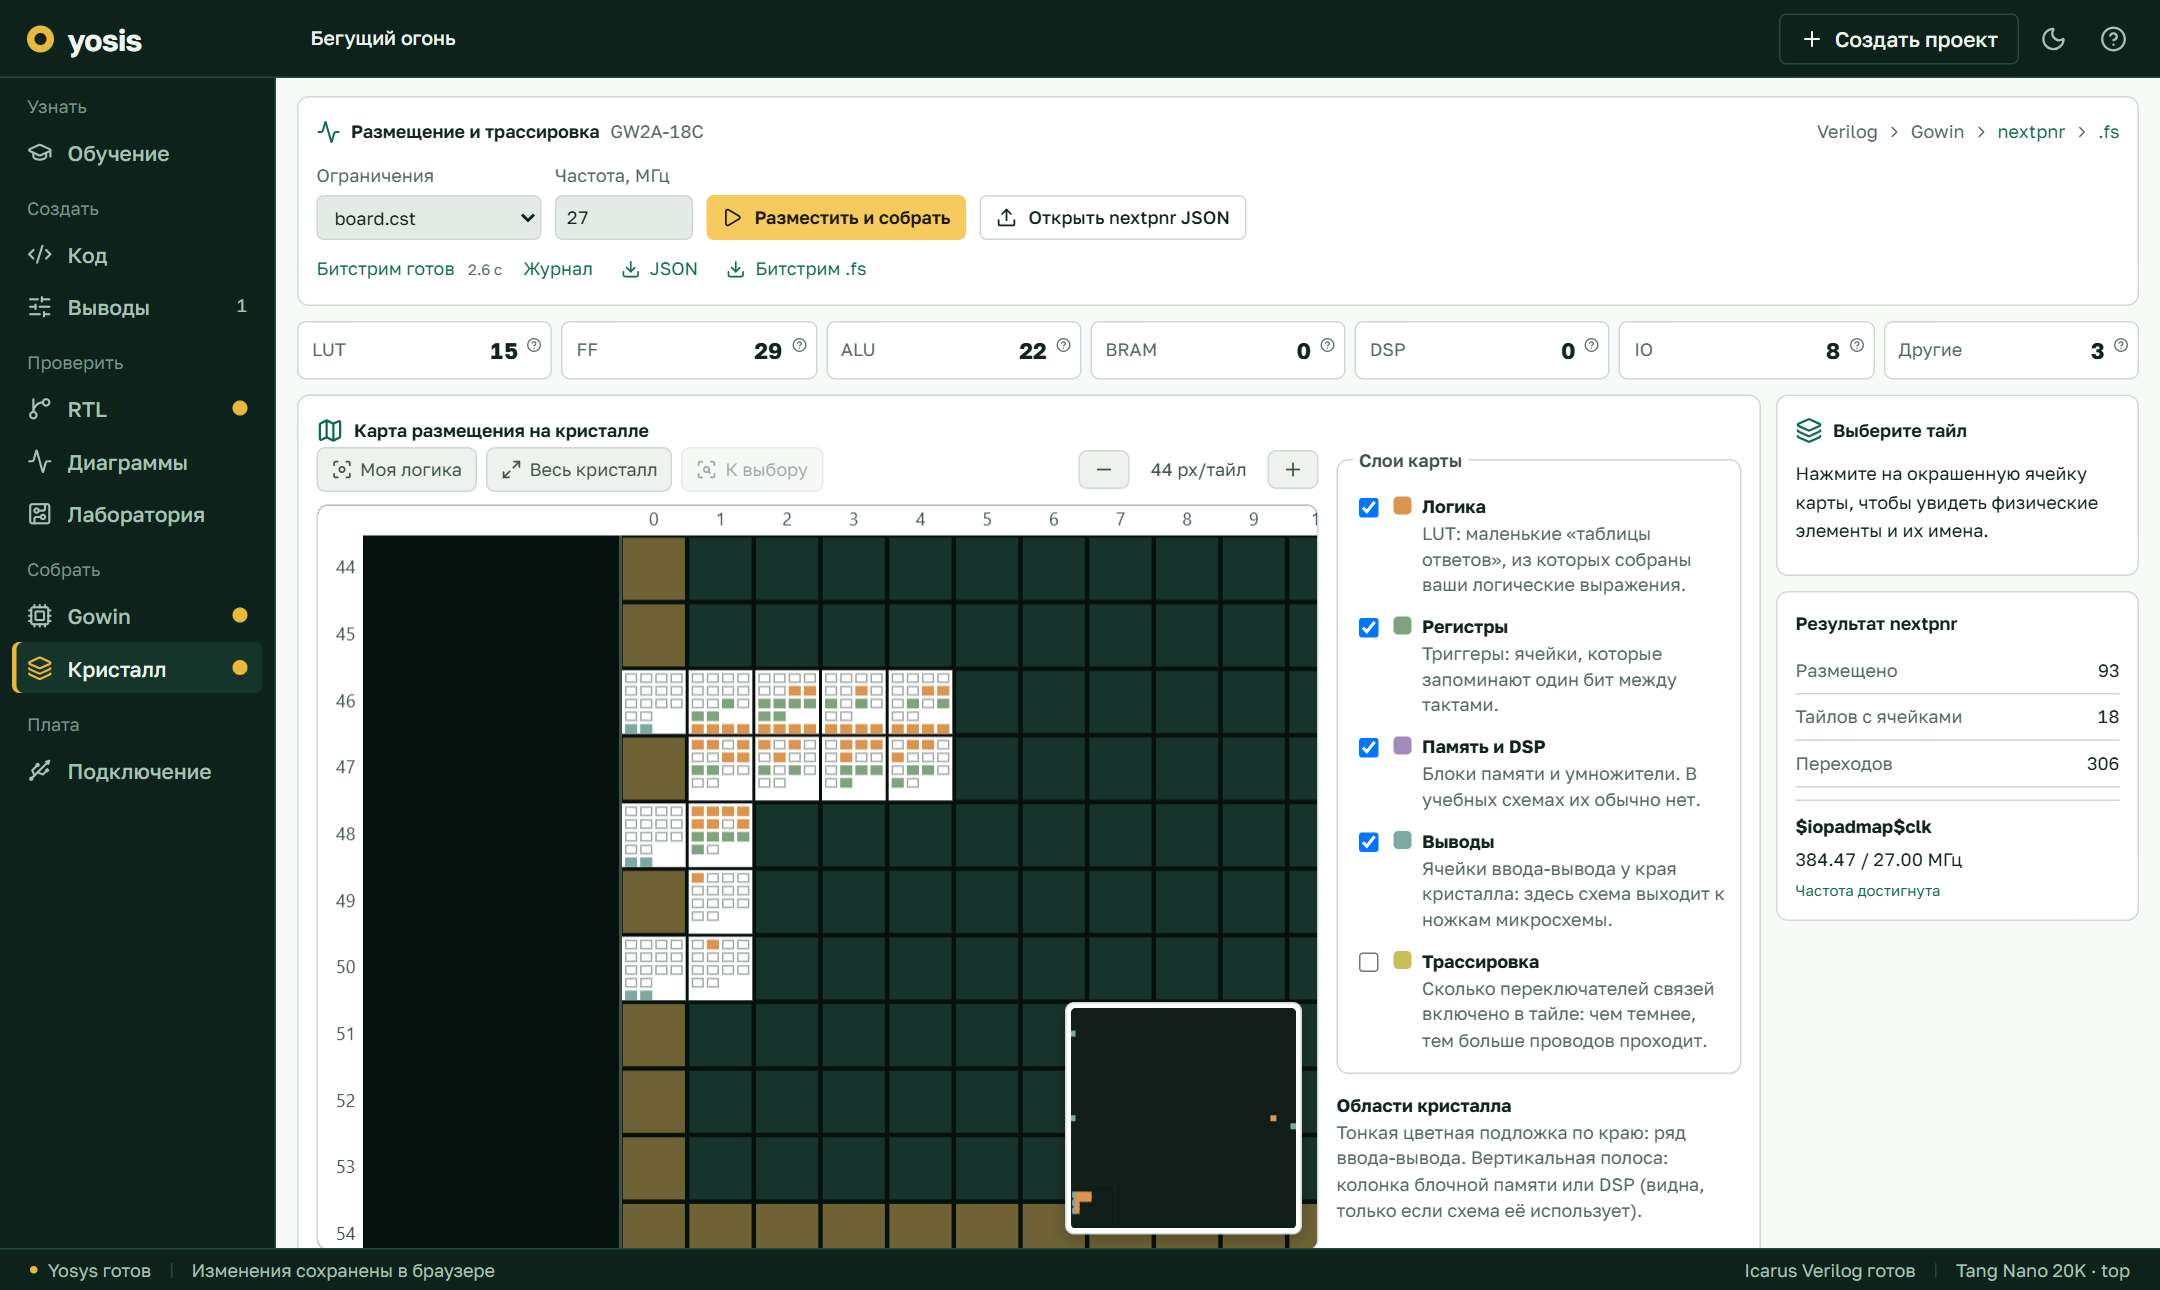 yosis
Бегущий огонь
Создать проект
Узнать
Обучение
Создать
Код
Выводы 1
Проверить
RTL
Диаграммы
Лаборатория
Собрать
Gowin
Кристалл
Плата
Подключение
Размещение и трассировка GW2A-18C
Verilog > Gowin > nextpnr > .fs
Ограничения Частота, МГц
board.cst 27 Разместить и собрать Открыть nextpnr JSON
Битстрим готов 2.6 с Журнал JSON Битстрим .fs
LUT 15 FF 29 ALU 22 BRAM 0 DSP 0 IO 8 Другие 3
Карта размещения на кристалле
Моя логика Весь кристалл К выбору − 44 px/тайл +
0 1 2 3 4 5 6 7 8 9 1
44
45
46
47
48
49
50
51
52
53
54
Слои карты
Логика
LUT: маленькие «таблицы
ответов», из которых собраны
ваши логические выражения.
Регистры
Триггеры: ячейки, которые
запоминают один бит между
тактами.
Память и DSP
Блоки памяти и умножители. В
учебных схемах их обычно нет.
Выводы
Ячейки ввода-вывода у края
кристалла: здесь схема выходит к
ножкам микросхемы.
Трассировка
Сколько переключателей связей
включено в тайле: чем темнее,
тем больше проводов проходит.
Области кристалла
Тонкая цветная подложка по краю: ряд
ввода-вывода. Вертикальная полоса:
колонка блочной памяти или DSP (видна,
только если схема её использует).
Выберите тайл
Нажмите на окрашенную ячейку
карты, чтобы увидеть физические
элементы и их имена.
Результат nextpnr
Размещено 93
Тайлов с ячейками 18
Переходов 306
$iopadmap$clk
384.47 / 27.00 МГц
Частота достигнута
Yosys готов Изменения сохранены в браузере
Icarus Verilog готов Tang Nano 20K · top